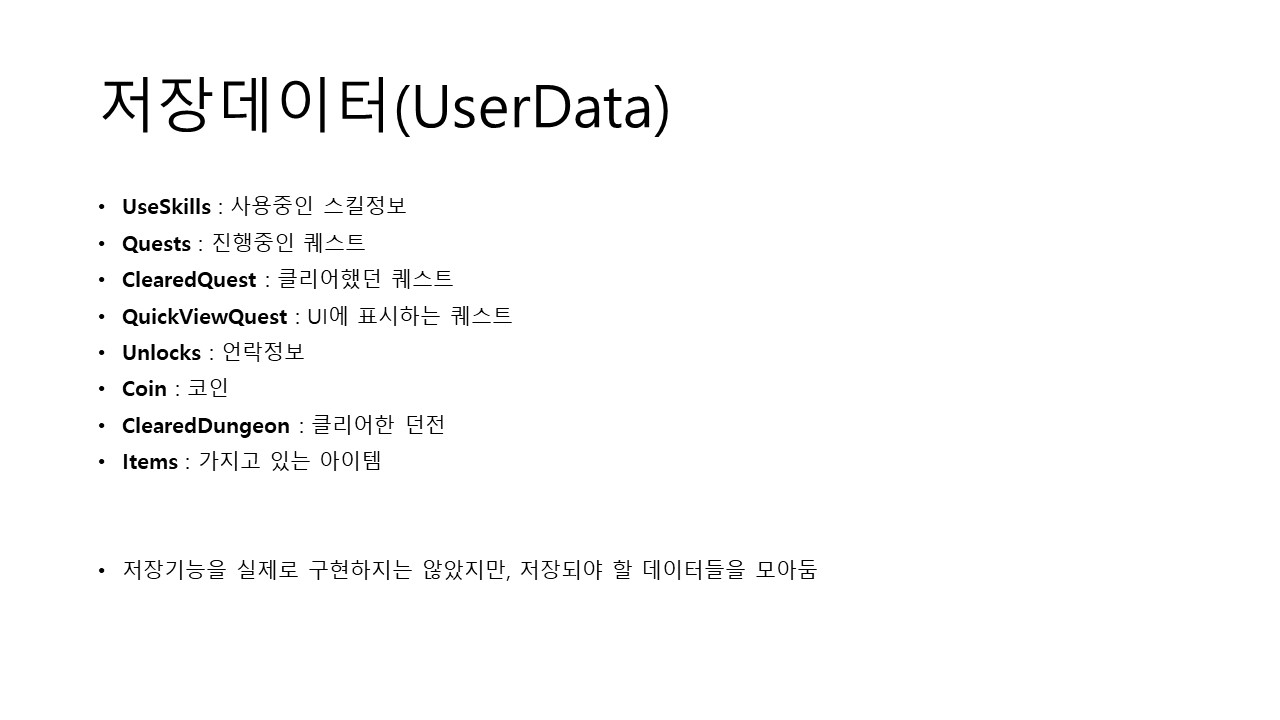 저장데이터(UserData)
• UseSkills : 사용중인 스킬정보
• Quests : 진행중인 퀘스트
• ClearedQuest : 클리어했던 퀘스트
• QuickViewQuest : UI에 표시하는 퀘스트
• Unlocks : 언락정보
• Coin : 코인
• ClearedDungeon : 클리어한 던전
• Items : 가지고 있는 아이템
• 저장기능을 실제로 구현하지는 않았지만, 저장되야 할 데이터들을 모아둠